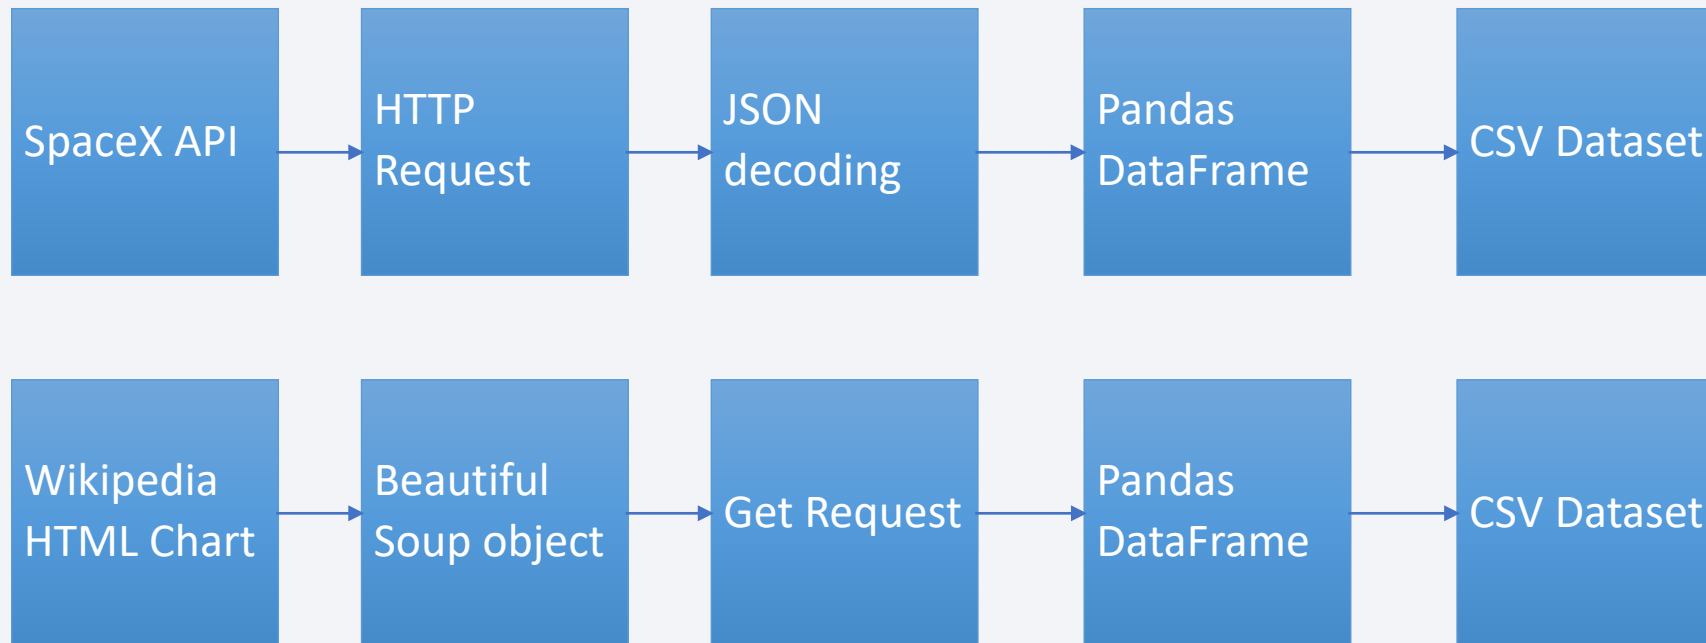 SpaceX API
HTTP
Request
JSON
decoding
Pandas
DataFrame
CSV Dataset
Wikipedia
HTML Chart
Beautiful
Soup object
Get Request
Pandas
DataFrame
CSV Dataset